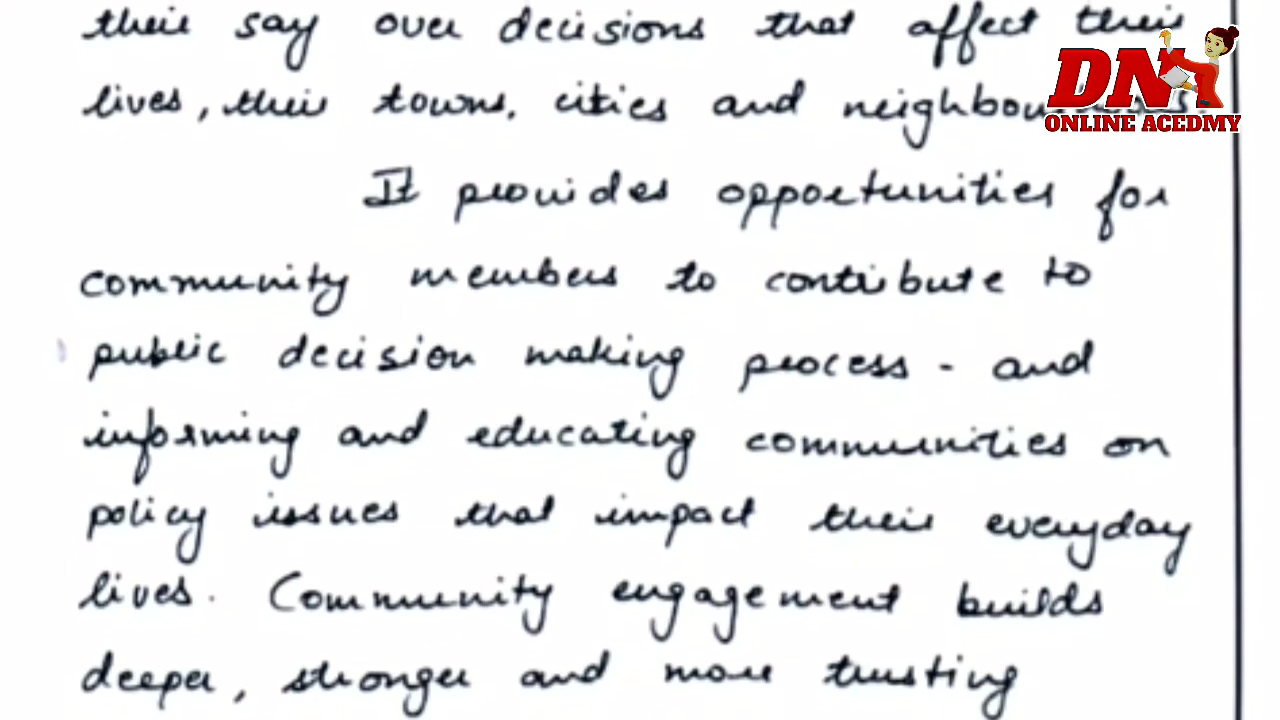 their say over decisions that affect their
lives, their towns. cities and
DN
ONLINE ACEDMY
It provides opportunities for
community members to contribute to
public decision making process - and
informing and educating communities on
policy issues that impact their everyday
lives. Community engagement builds
deeper, stronger and more trusting